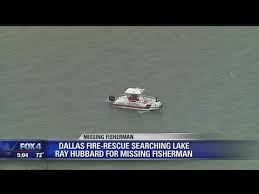 MISSING FISHERMAN
FOX 4
5:04 72°
DALLAS FIRE-RESCUE SEARCHING LAKE
RAY HUBBARD FOR MISSING FISHERMAN